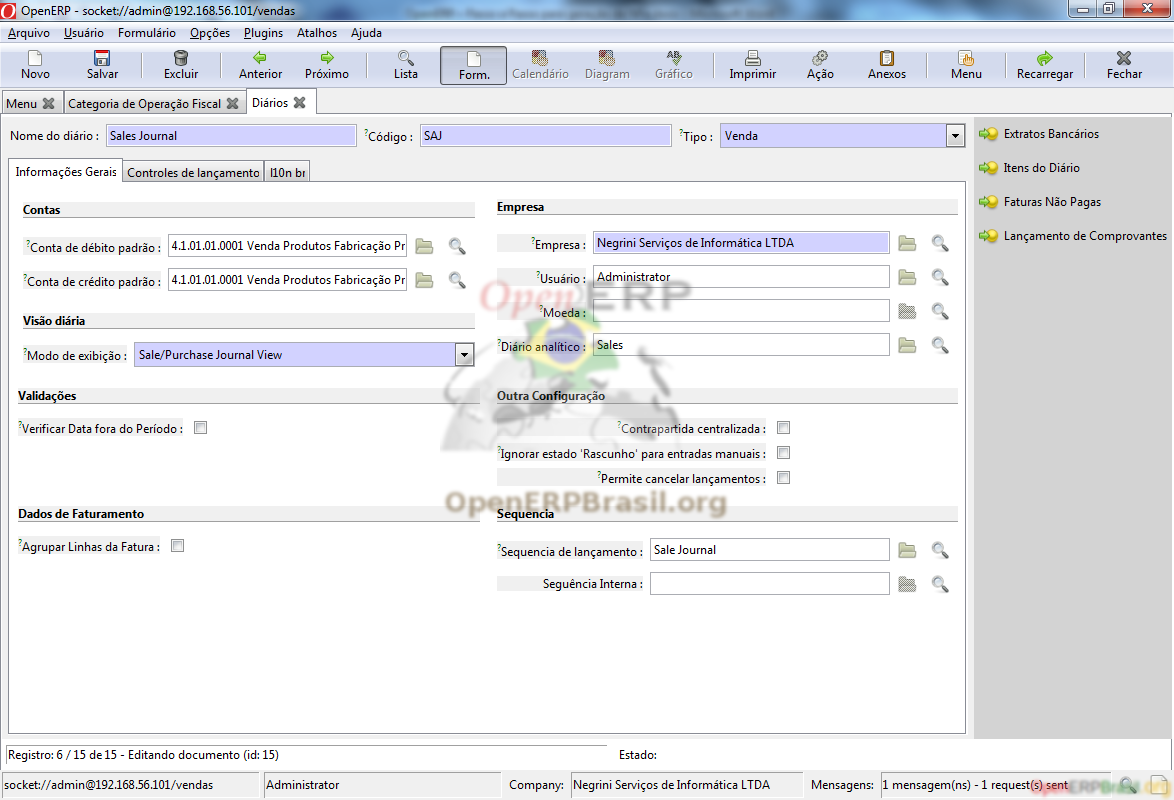 OpenERP - socket://admin@192.168.56.101/vendas
Arquivo Usuário Formulário Opções Plugins Atalhos Ajuda
Novo Salvar Excluir Anterior Próximo Lista Form. Calendário Diagram Gráfico Imprimir Ação Anexos Menu Recarregar Fechar
Menu Categoria de Operação Fiscal Diários
Nome do diário : Sales Journal ?Código : SAJ ?Tipo : Venda
Informações Gerais Controles de lançamento l10n br
Contas
?Conta de débito padrão : 4.1.01.01.0001 Venda Produtos Fabricação Pr
?Conta de crédito padrão : 4.1.01.01.0001 Venda Produtos Fabricação Pr
Visão diária
?Modo de exibição : Sale/Purchase Journal View
Empresa
?Empresa : Negrini Serviços de Informática LTDA
?Usuário : Administrator
?Moeda :
?Diário analítico : Sales
Validações
?Verificar Data fora do Período :
Outra Configuração
?Contrapartida centralizada :
?Ignorar estado 'Rascunho' para entradas manuais :
?Permite cancelar lançamentos :
Dados de Faturamento
?Agrupar Linhas da Fatura :
Sequencia
?Sequencia de lançamento : Sale Journal
Sequência Interna :
Extratos Bancários
Itens do Diário
Faturas Não Pagas
Lançamento de Comprovantes
OpenERP
OpenERPBrasil.org
Registro: 6 / 15 de 15 - Editando documento (id: 15) Estado:
socket://admin@192.168.56.101/vendas Administrator Company: Negrini Serviços de Informática LTDA Mensagens: 1 mensagem(ns) - 1 request(s) sent
OpenERPBrasil.org